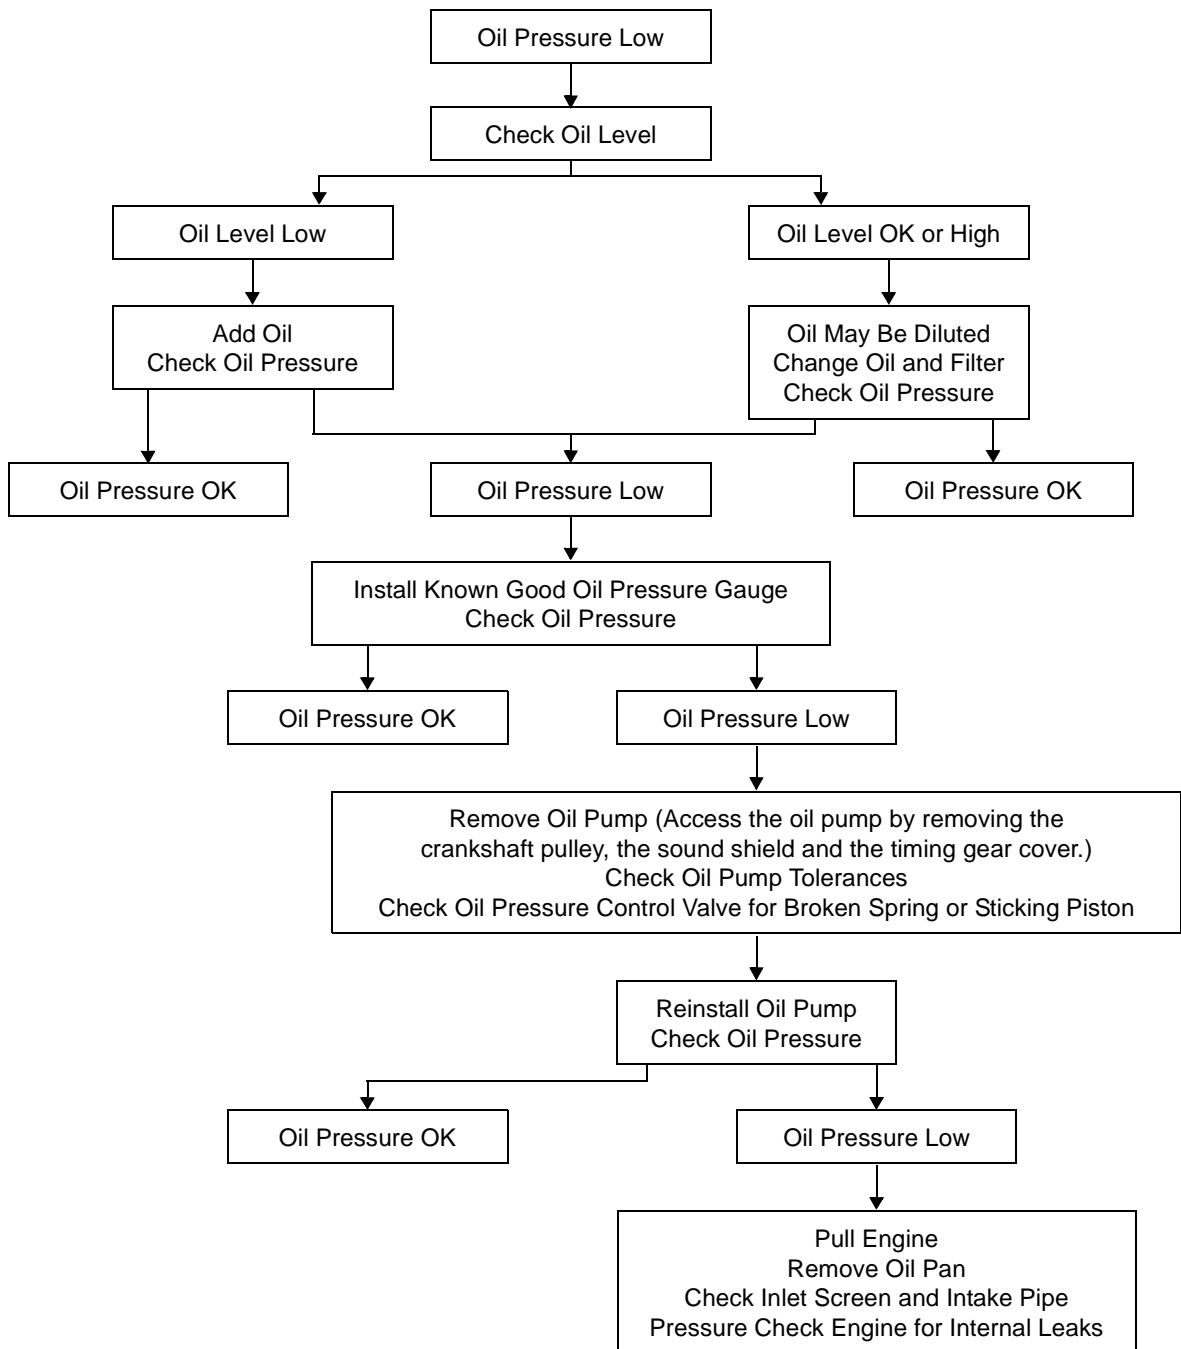 Oil Pressure Low
Check Oil Level
Oil Level Low
Oil Level OK or High
Add Oil
Check Oil Pressure
Oil May Be Diluted
Change Oil and Filter
Check Oil Pressure
Oil Pressure OK
Oil Pressure Low
Oil Pressure OK
Install Known Good Oil Pressure Gauge
Check Oil Pressure
Oil Pressure OK
Oil Pressure Low
Remove Oil Pump (Access the oil pump by removing the
crankshaft pulley, the sound shield and the timing gear cover.)
Check Oil Pump Tolerances
Check Oil Pressure Control Valve for Broken Spring or Sticking Piston
Reinstall Oil Pump
Check Oil Pressure
Oil Pressure OK
Oil Pressure Low
Pull Engine
Remove Oil Pan
Check Inlet Screen and Intake Pipe
Pressure Check Engine for Internal Leaks